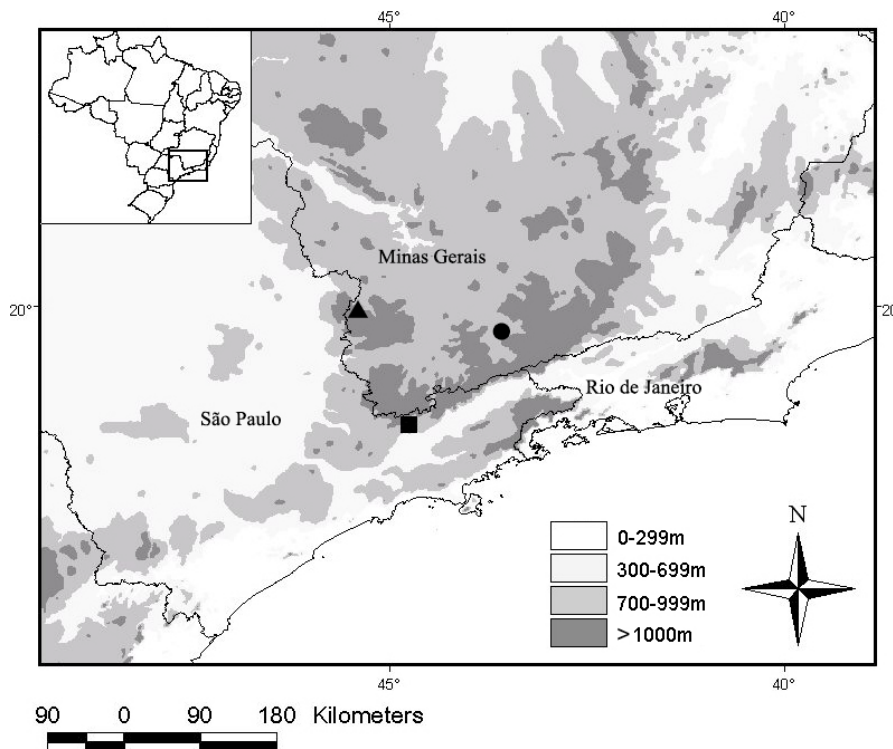 45°
40°
Minas Gerais
20°
20
Rio de Janeiro
São Paulo
N
0-299m
300-699m
700-999m
>1000m
45°
40°
90 0 90 180 Kilometers